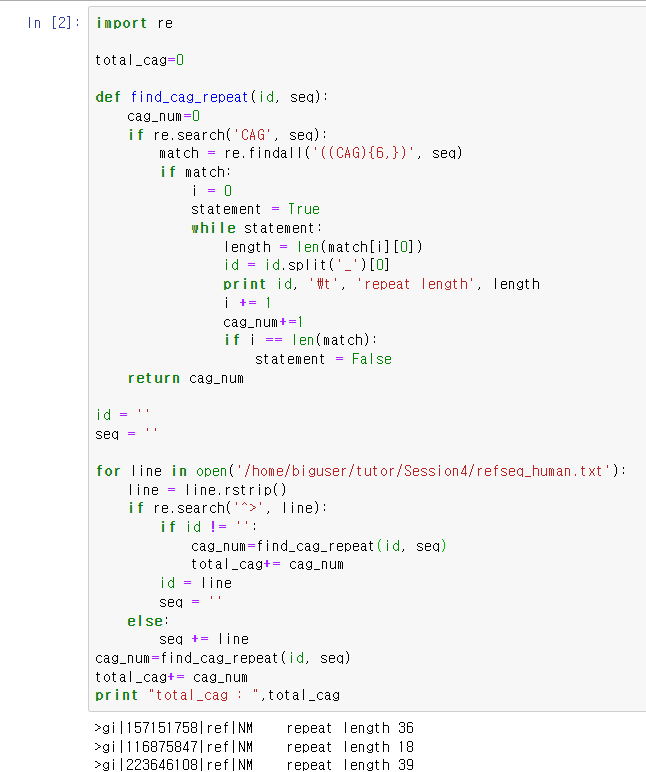 In [2]: import re
total_cag=0
def find_cag_repeat(id, seq):
    cag_num=0
    if re.search('CAG', seq):
        match = re.findall('((CAG){6,})', seq)
        if match:
            i = 0
            statement = True
            while statement:
                length = len(match[i][0])
                id = id.split('_')[0]
                print id, '₩t', 'repeat length', length
                i += 1
                cag_num+=1
                if i == len(match):
                    statement = False
    return cag_num
id = ''
seq = ''
for line in open('/home/biguser/tutor/Session4/refseq_human.txt'):
    line = line.rstrip()
    if re.search('^>', line):
        if id != '':
            cag_num=find_cag_repeat(id, seq)
            total_cag+= cag_num
        id = line
        seq = ''
    else:
        seq += line
cag_num=find_cag_repeat(id, seq)
total_cag+= cag_num
print "total_cag : ",total_cag
>gi|157151758|ref|NM    repeat length 36
>gi|116875847|ref|NM    repeat length 18
>gi|223646108|ref|NM    repeat length 39